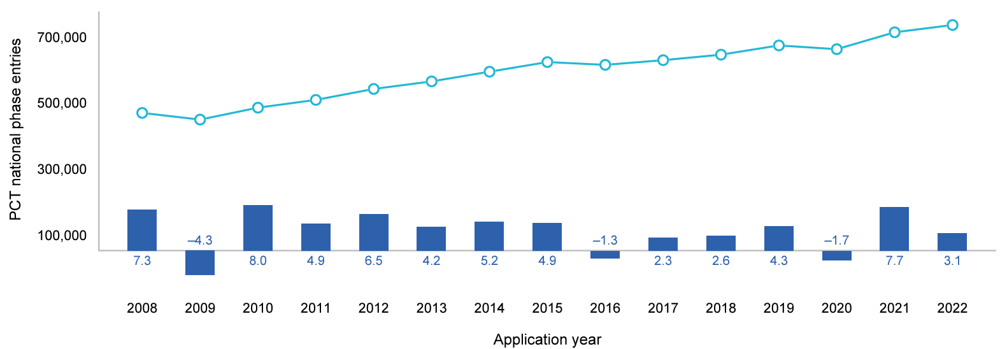 PCT national phase entries
700,000
500,000
300,000
100,000
–4.3 –1.3 –1.7
7.3 8.0 4.9 6.5 4.2 5.2 4.9 2.3 2.6 4.3 7.7 3.1
2008 2009 2010 2011 2012 2013 2014 2015 2016 2017 2018 2019 2020 2021 2022
Application year